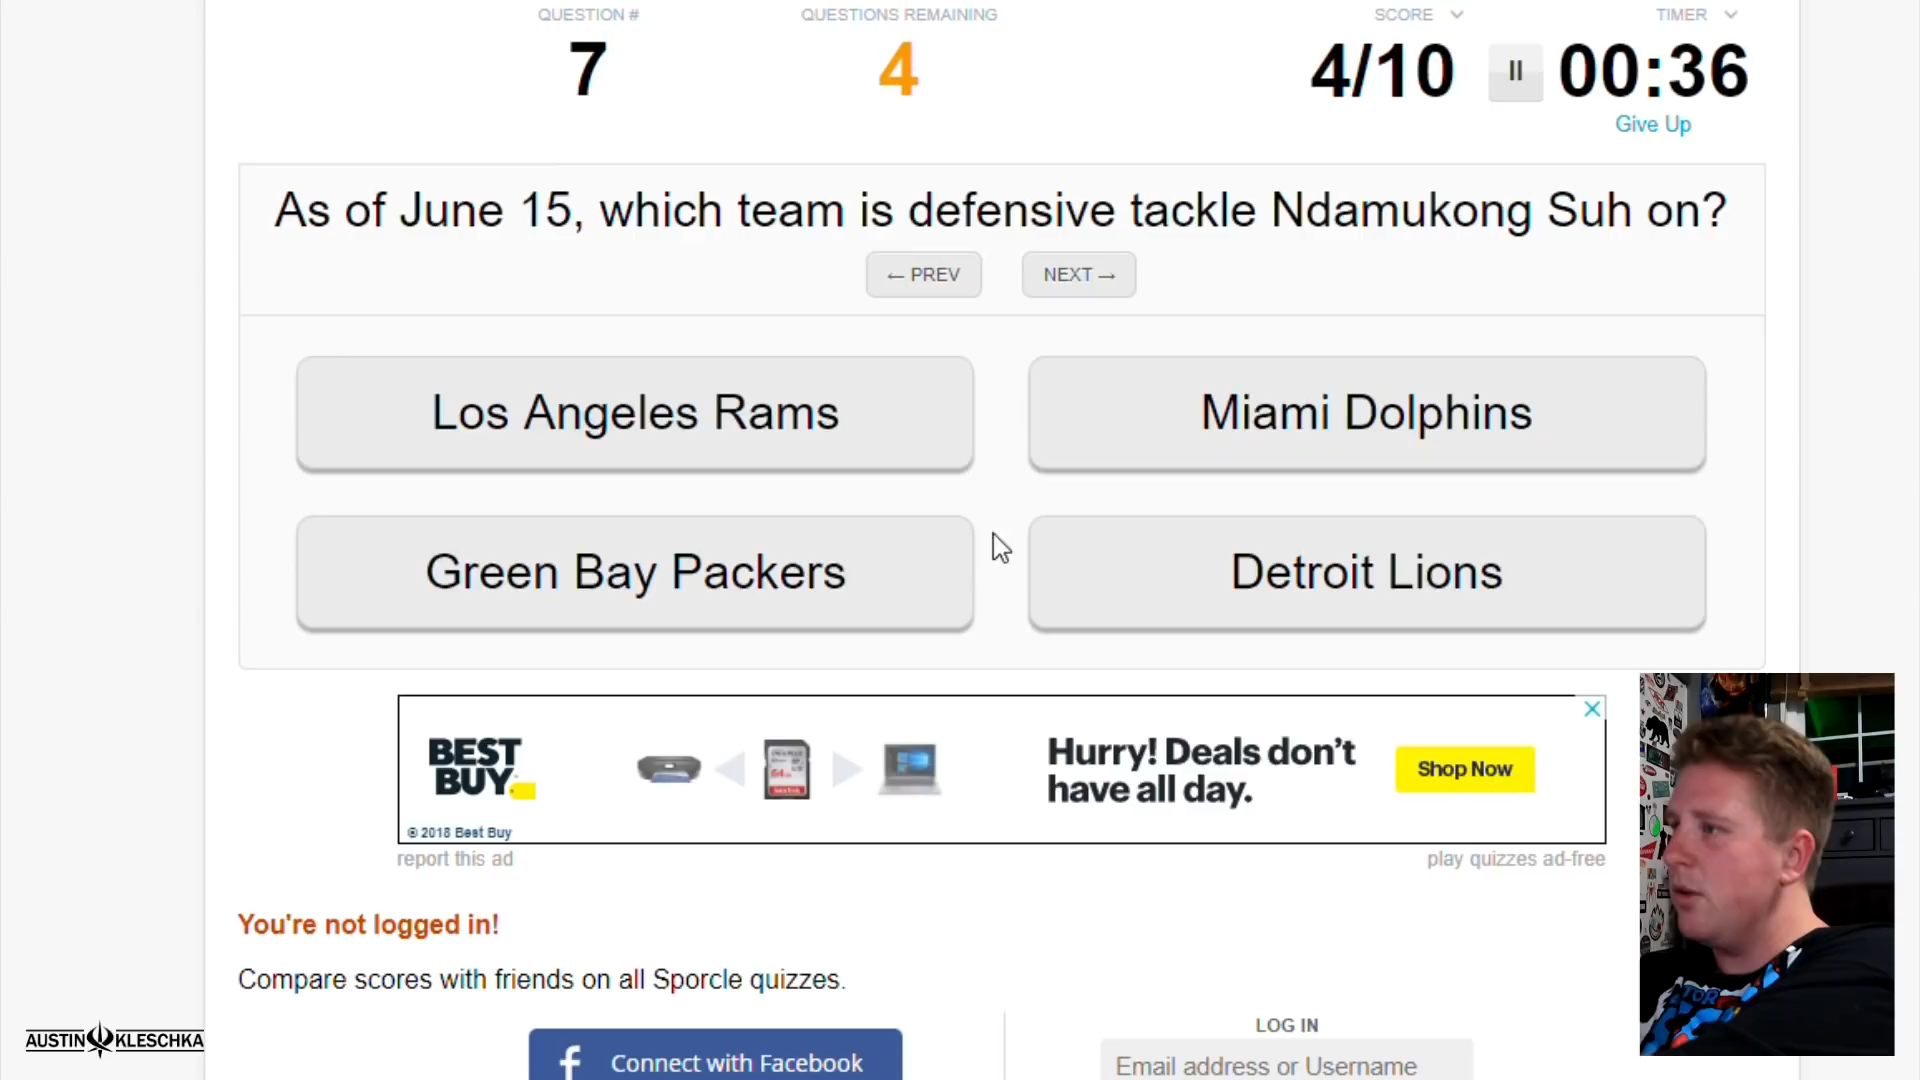 QUESTION #
QUESTIONS REMAINING
SCORE
TIMER
7
4
4/10
00:36
Give Up
As of June 15, which team is defensive tackle Ndamukong Suh on?
← PREV
NEXT →
Los Angeles Rams
Miami Dolphins
Green Bay Packers
Detroit Lions
BEST
BUY
Hurry! Deals don't
have all day.
Shop Now
© 2018 Best Buy
report this ad
play quizzes ad-free
You're not logged in!
Compare scores with friends on all Sporcle quizzes.
LOG IN
AUSTIN KLESCHKA
Connect with Facebook
Email address or Username